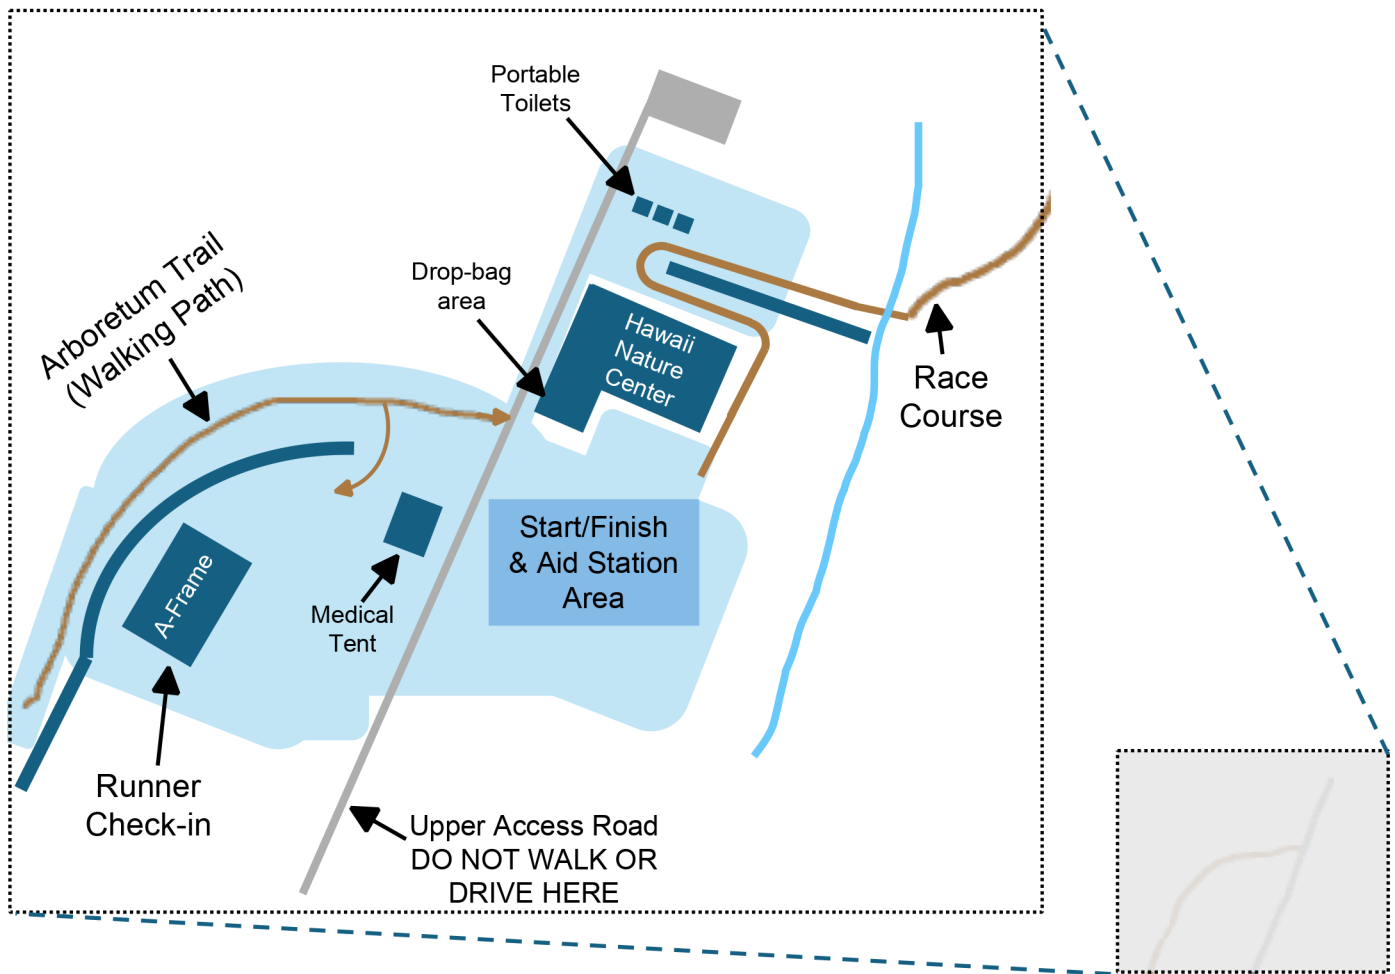 Portable
Toilets
Arboretum Trail
(Walking Path)
Drop-bag
area
Hawaii
Nature
Center
Race
Course
Start/Finish
& Aid Station
Area
A-Frame
Medical
Tent
Runner
Check-in
Upper Access Road
DO NOT WALK OR
DRIVE HERE